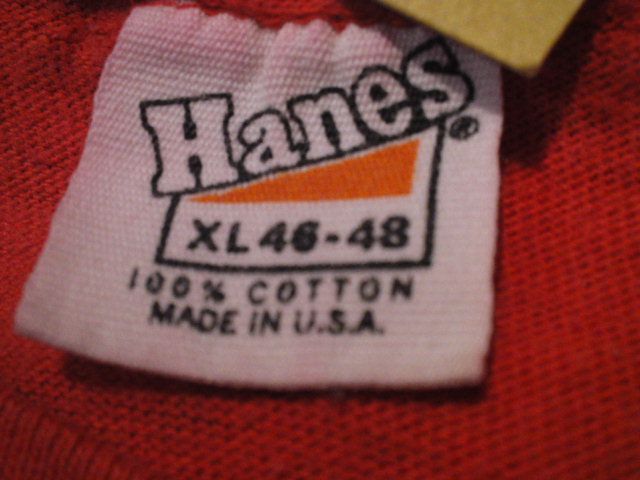 Hanes®
XL 46-48
100% COTTON
MADE IN U.S.A.